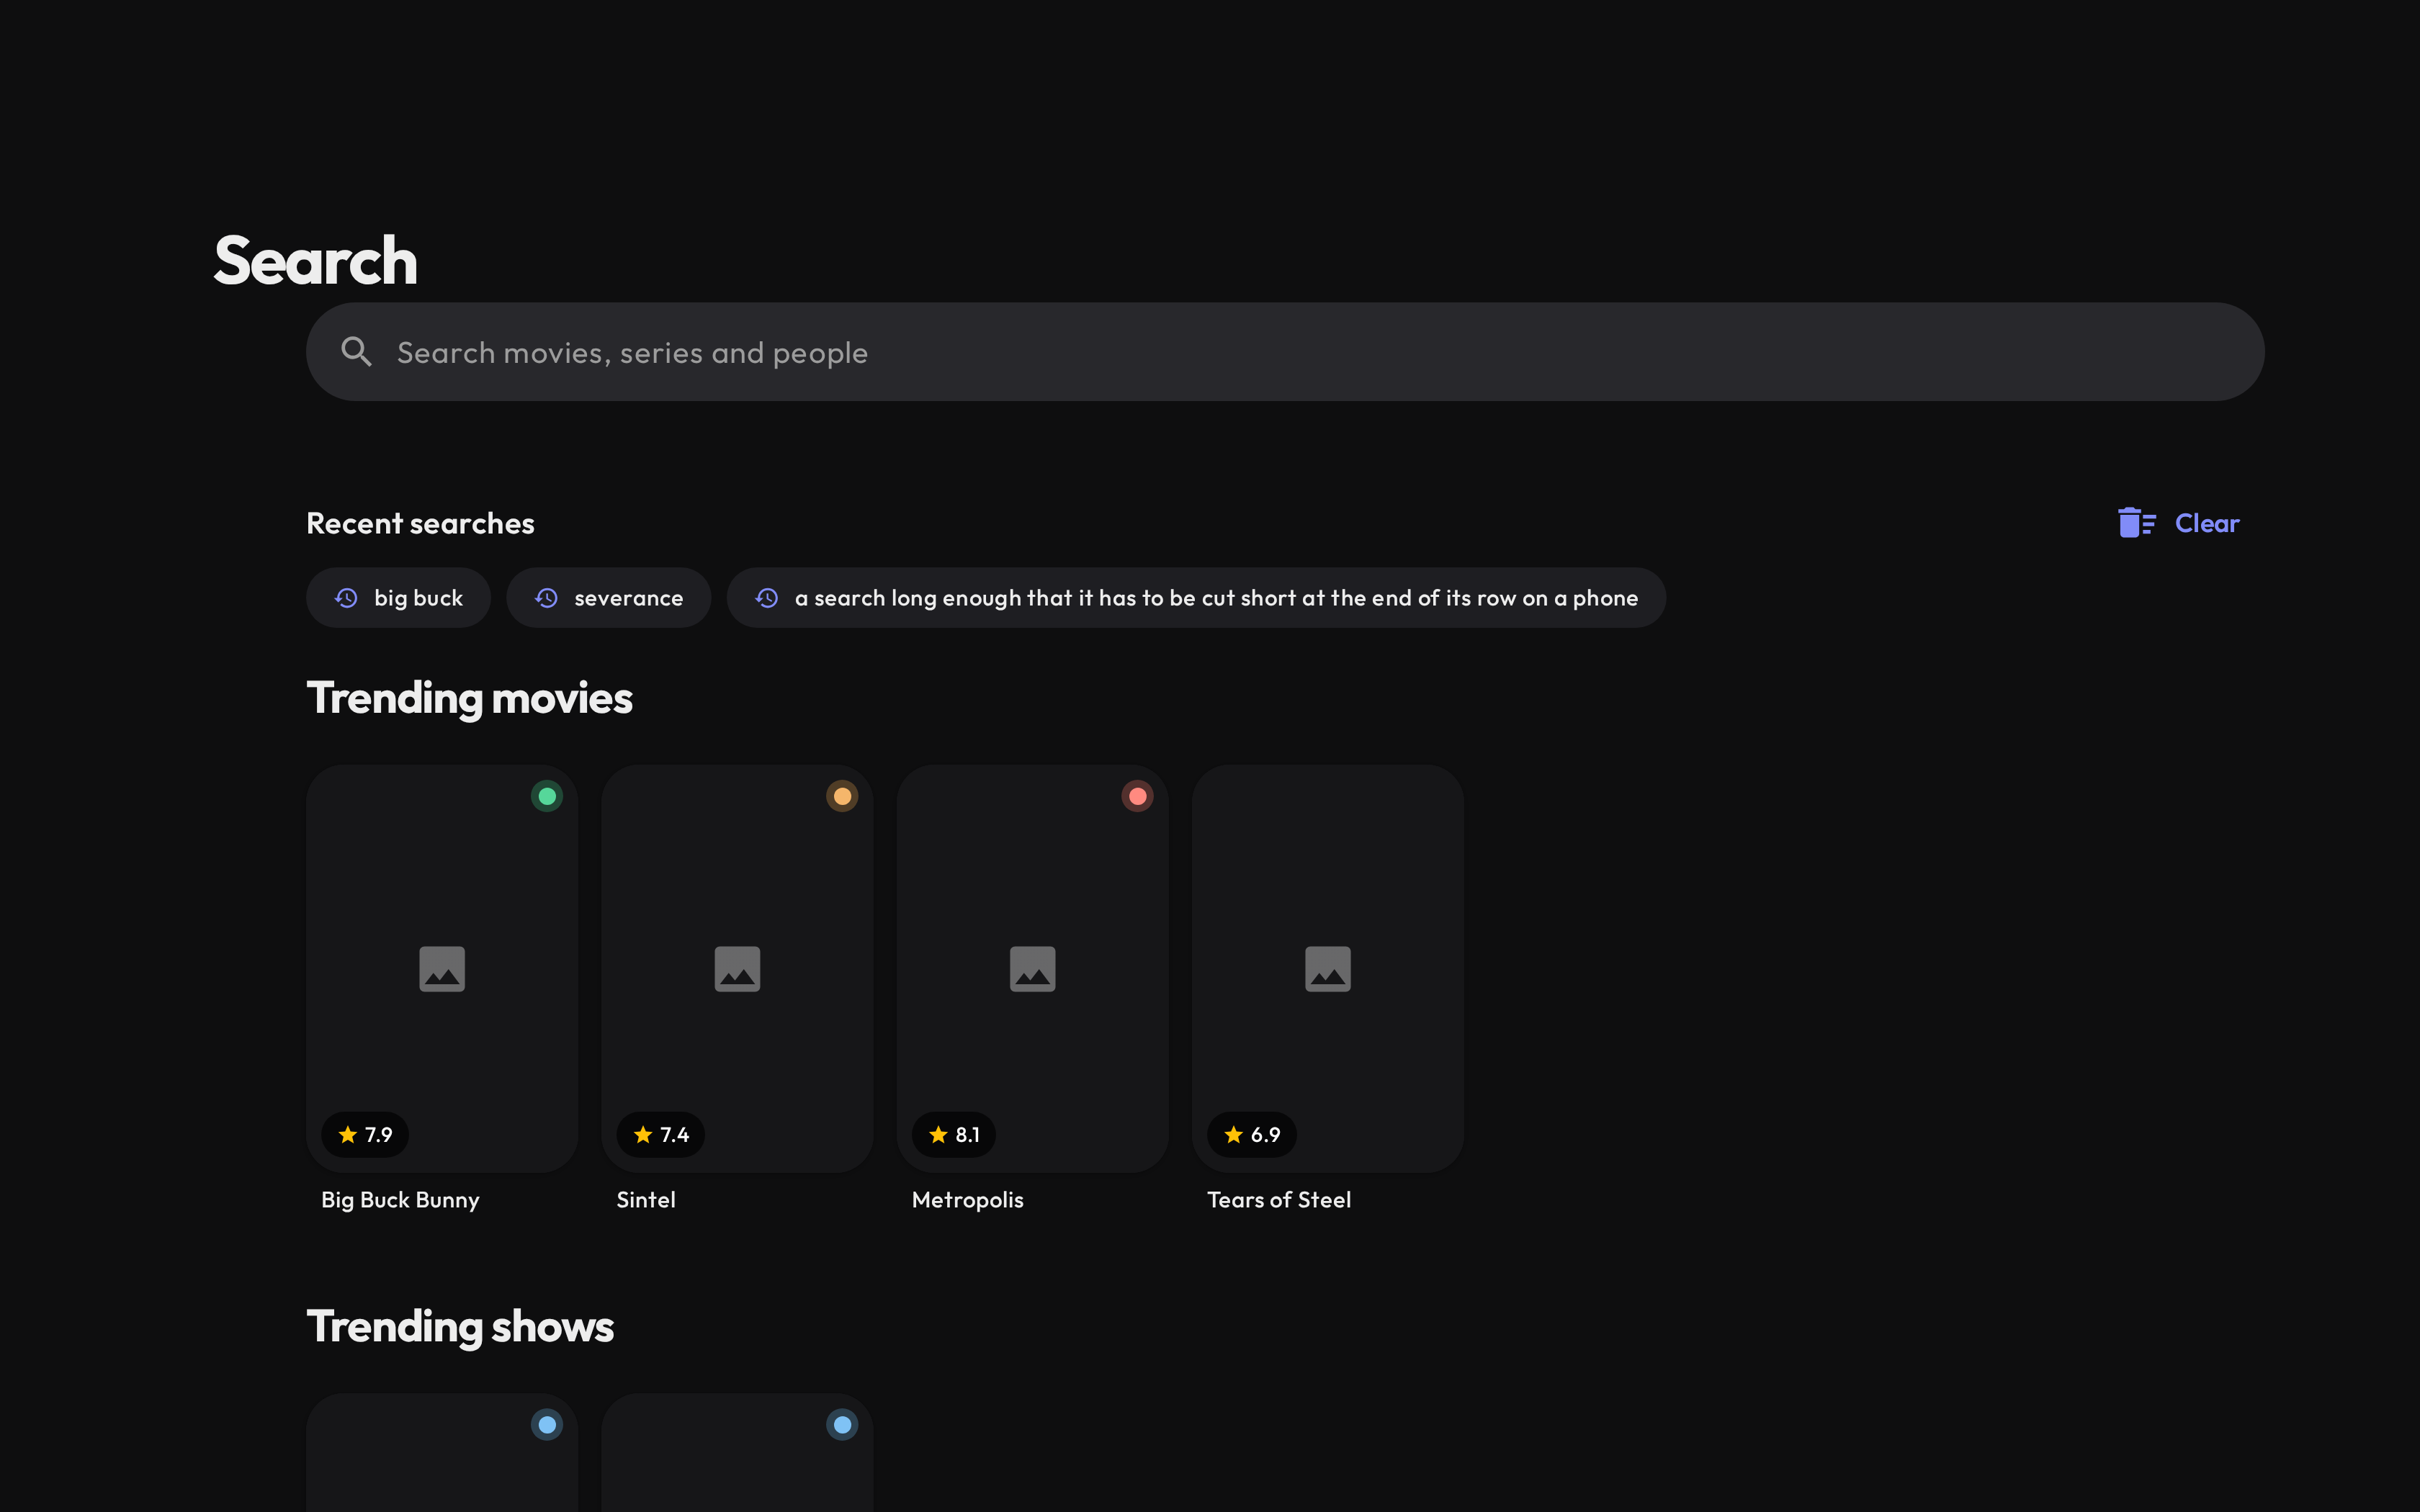 Search
Search movies, series and people
Recent searches
Clear
big buck
severance
a search long enough that it has to be cut short at the end of its row on a phone
Trending movies
7.9
7.4
8.1
6.9
Big Buck Bunny
Sintel
Metropolis
Tears of Steel
Trending shows